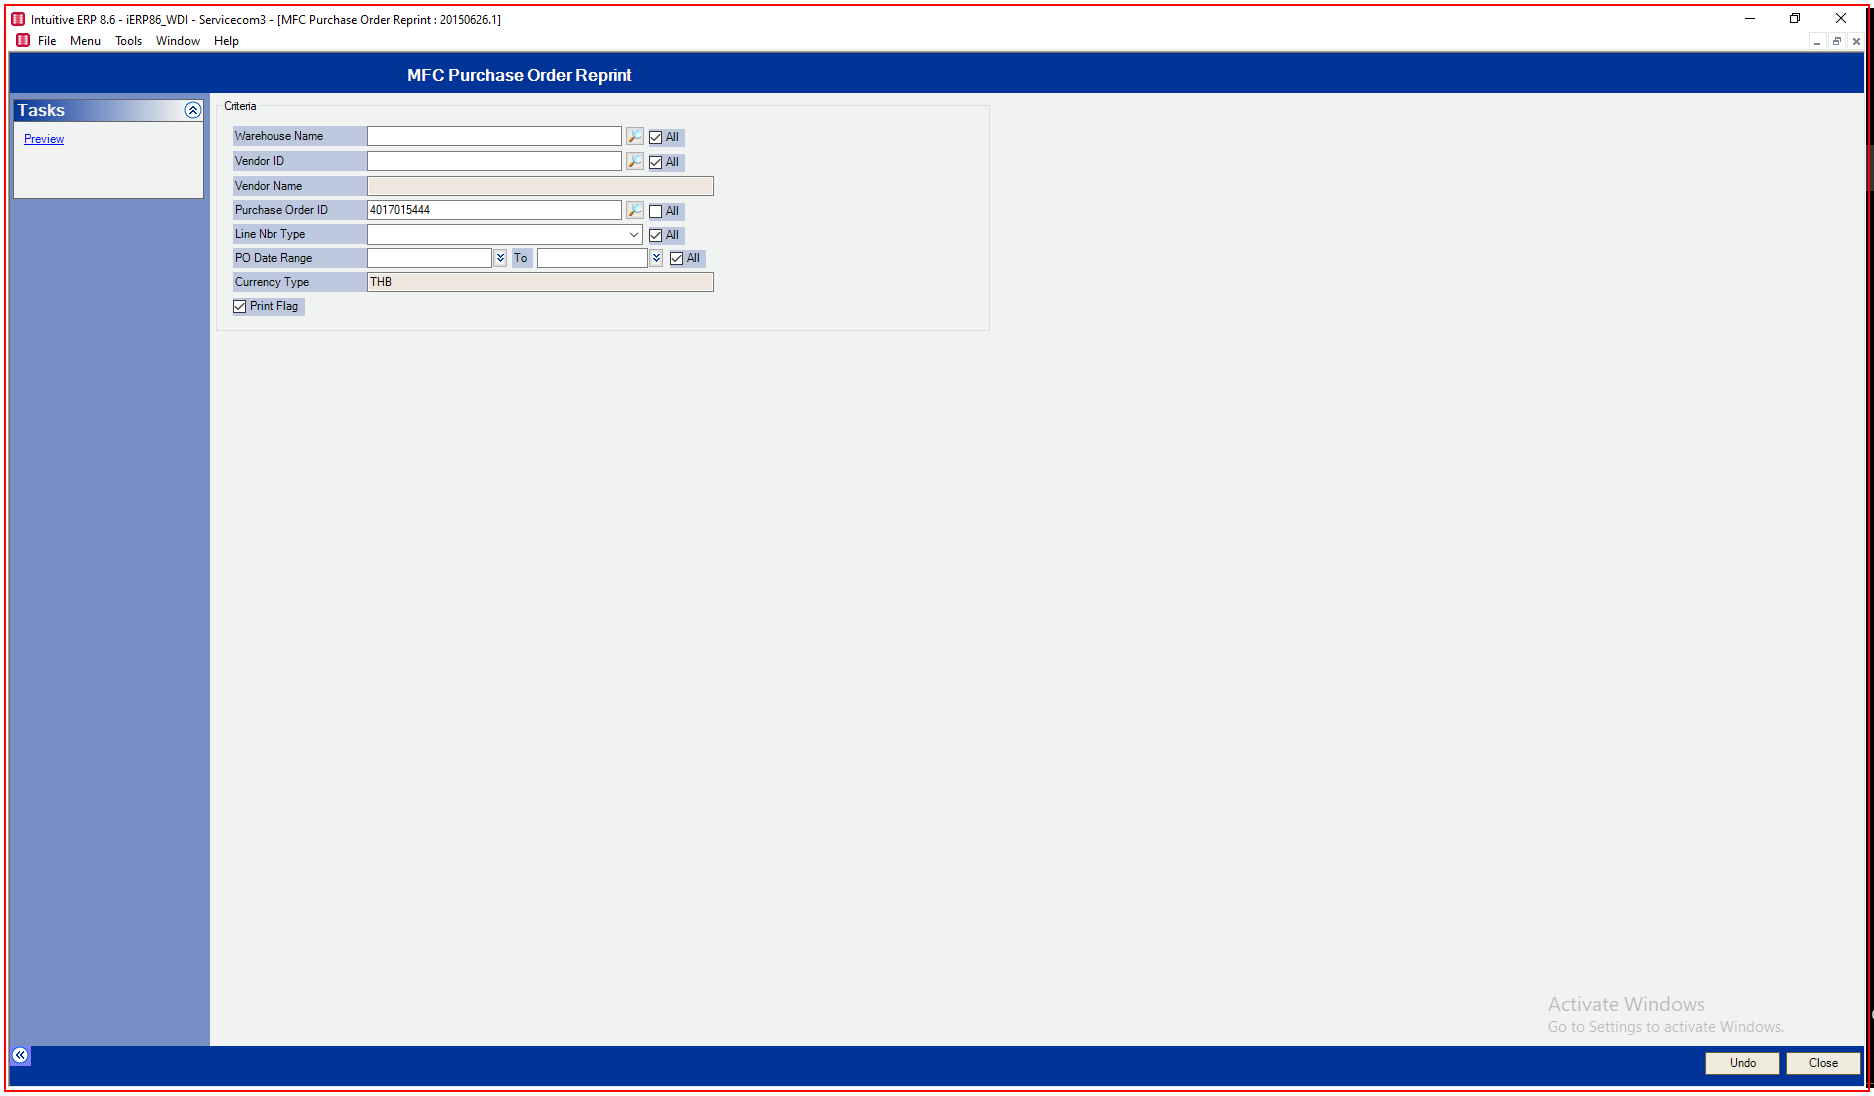 Intuitive ERP 8.6 - iERP86_WDI - Servicecom3 - [MFC Purchase Order Reprint : 20150626.1]
File Menu Tools Window Help
MFC Purchase Order Reprint
Tasks
Preview
Criteria
Warehouse Name All
Vendor ID All
Vendor Name
Purchase Order ID 4017015444 All
Line Nbr Type All
PO Date Range To All
Currency Type THB
Print Flag
Activate Windows
Go to Settings to activate Windows.
Undo Close